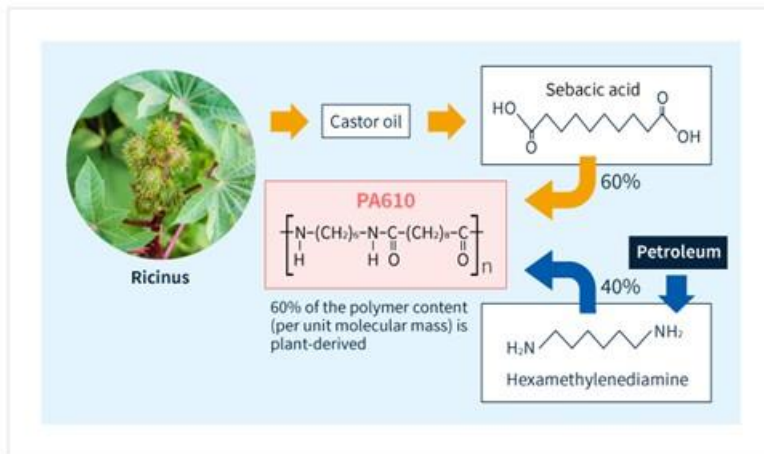 Sebacic acid
HO
O
O
OH
Castor oil
60%
PA610
[N-(CH₂)₆-N-C-(CH₂)₈-C]n
H H O O
Ricinus
Petroleum
40%
60% of the polymer content
(per unit molecular mass) is
plant-derived
H₂N
NH₂
Hexamethylenediamine